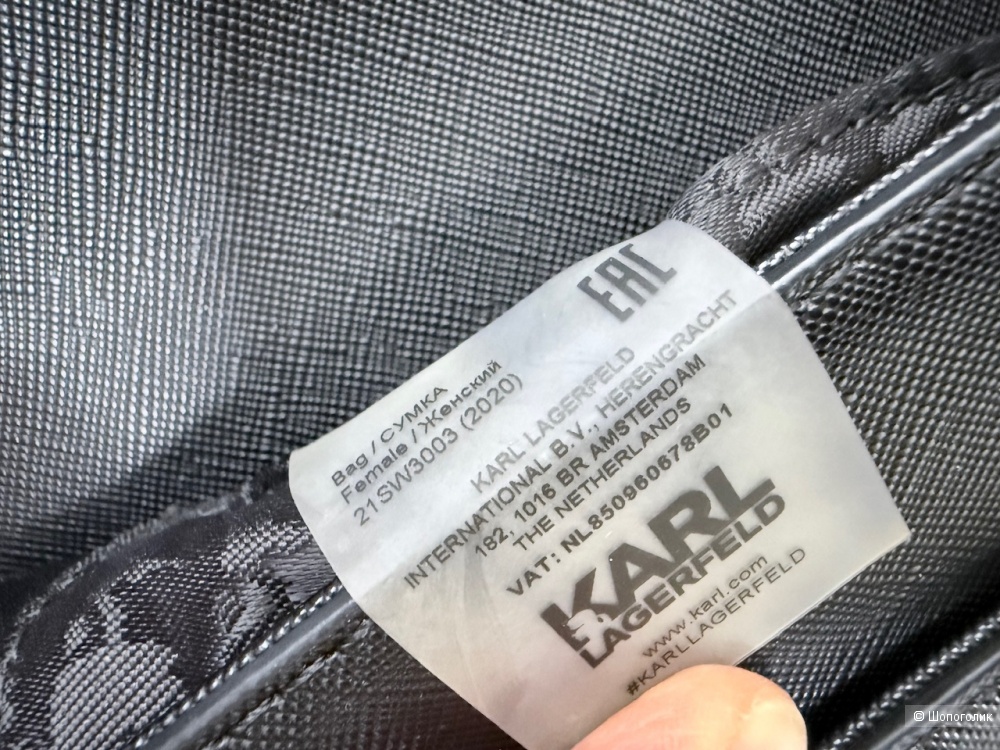 EAC
Bag / СУМКА
Female / Женский
21SW3003 (2020)
KARL LAGERFELD
INTERNATIONAL B.V., HERENGRACHT
182, 1016 BR AMSTERDAM
THE NETHERLANDS
VAT: NL850960678B01
KARL
LAGERFELD
www.karl.com
#KARLLAGERFELD
© Шопоголик